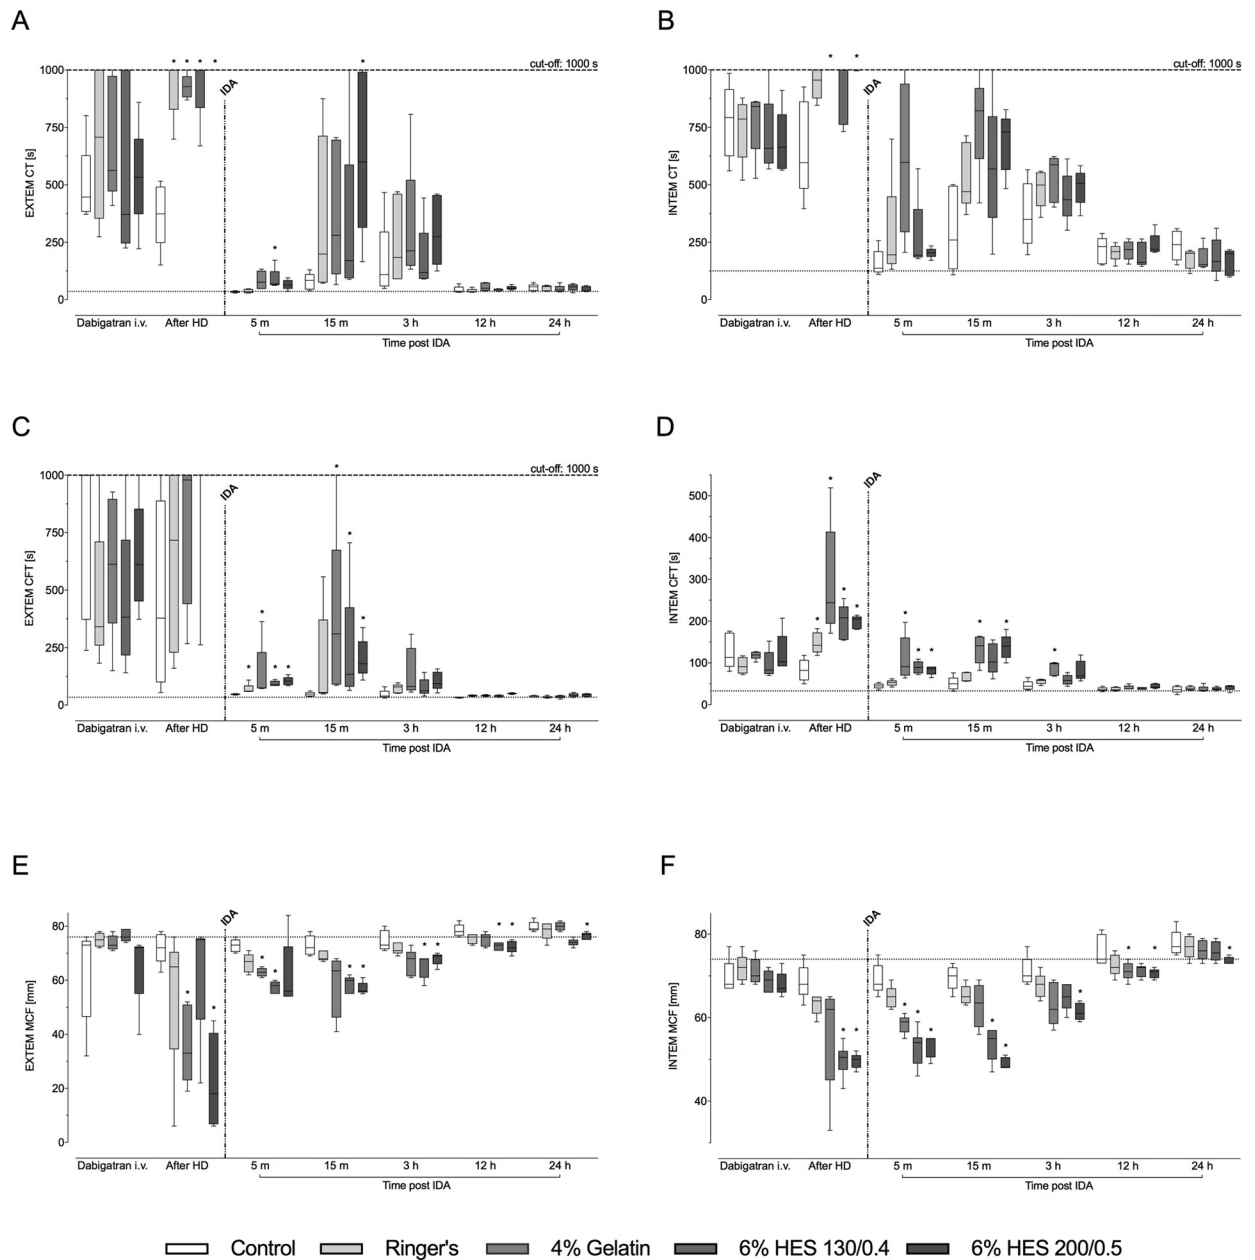 A
B
cut-off: 1000 s
cut-off: 1000 s
IDA
IDA
1000
750
500
250
0
EXTEM CT [s]
1000
750
500
250
0
INTEM CT [s]
* * * *
*
*
* *
Dabigatran i.v. After HD 5 m 15 m 3 h 12 h 24 h
Time post IDA
Dabigatran i.v. After HD 5 m 15 m 3 h 12 h 24 h
Time post IDA
C
D
cut-off: 1000 s
IDA
IDA
1000
750
500
250
0
EXTEM CFT [s]
500
400
300
200
100
0
INTEM CFT [s]
* * * *
* * *
* * * *
* * *
* *
*
Dabigatran i.v. After HD 5 m 15 m 3 h 12 h 24 h
Time post IDA
Dabigatran i.v. After HD 5 m 15 m 3 h 12 h 24 h
Time post IDA
E
F
IDA
IDA
80
60
40
20
0
EXTEM MCF [mm]
80
60
40
INTEM MCF [mm]
* *
* *
* *
* *
* *
*
* *
* * *
* *
*
* *
*
Dabigatran i.v. After HD 5 m 15 m 3 h 12 h 24 h
Time post IDA
Dabigatran i.v. After HD 5 m 15 m 3 h 12 h 24 h
Time post IDA
Control Ringer's 4% Gelatin 6% HES 130/0.4 6% HES 200/0.5